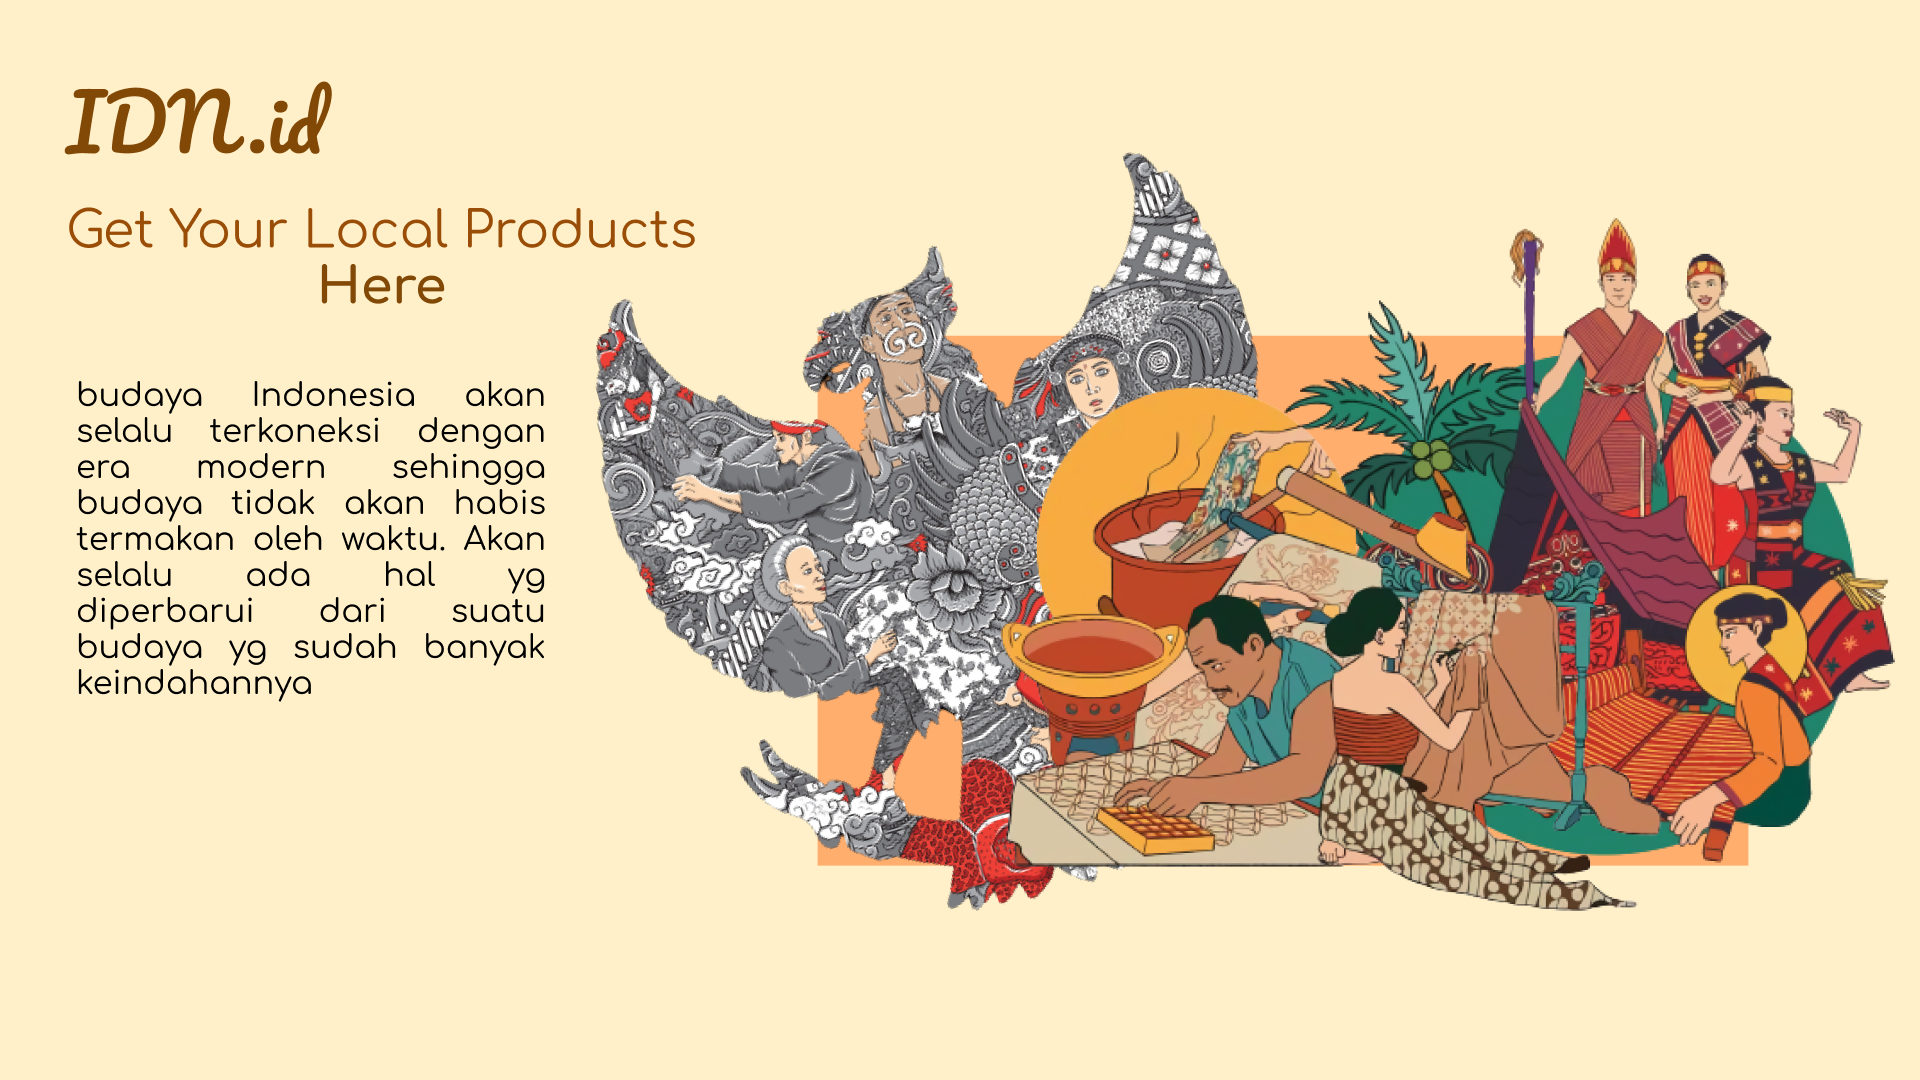 IDN.id
Get Your Local Products
Here
budaya Indonesia akan
selalu terkoneksi dengan
era modern sehingga
budaya tidak akan habis
termakan oleh waktu. Akan
selalu ada hal yg
diperbarui dari suatu
budaya yg sudah banyak
keindahannya